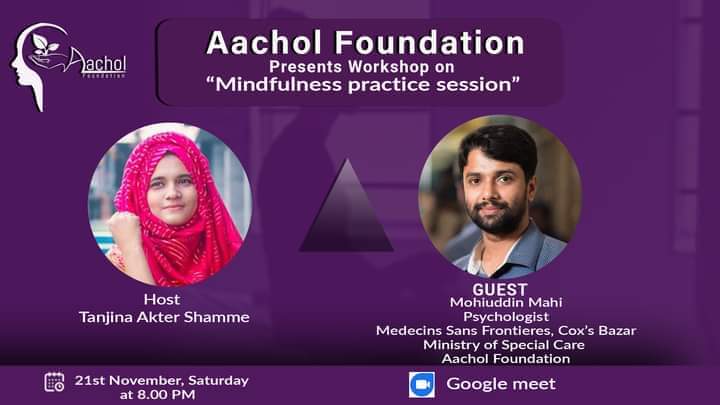 Aachol
Foundation
Aachol Foundation
Presents Workshop on
“Mindfulness practice session”
Host
Tanjina Akter Shamme
GUEST
Mohiuddin Mahi
Psychologist
Medecins Sans Frontieres, Cox’s Bazar
Ministry of Special Care
Aachol Foundation
21st November, Saturday
at 8.00 PM
Google meet